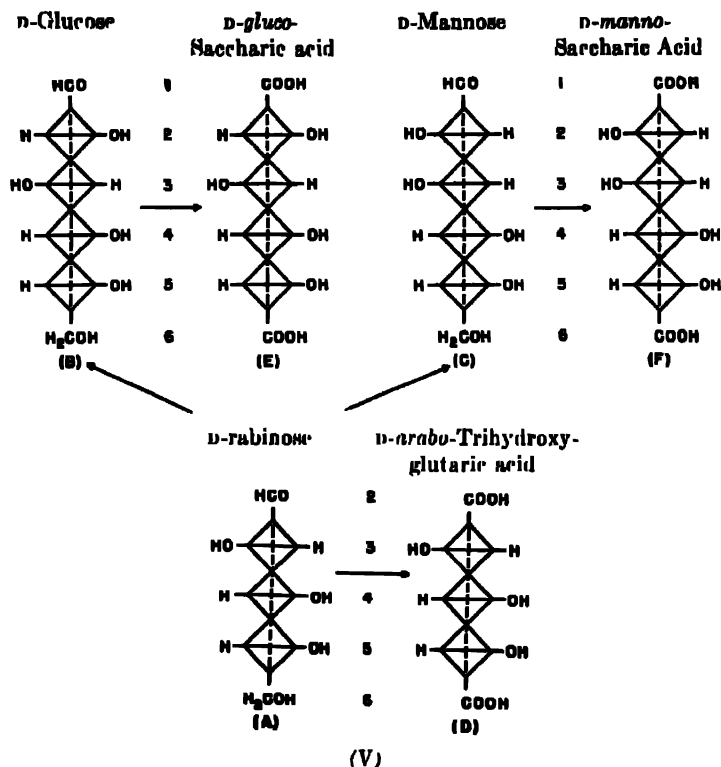 D-Glucose D-gluco- D-Mannose D-manno-
Saccharic acid Saccharic Acid
HCO 1 COOH HCO 1 COOH
H OH 2 H OH HO H 2 HO H
HO H 3 HO H HO H 3 HO H
H OH 4 H OH H OH 4 H OH
H OH 5 H OH H OH 5 H OH
H₂COH 6 COOH H₂COH 6 COOH
(B) (E) (C) (F)
D-rabinose D-arabo-Trihydroxy-
glutaric acid
HCO 2 COOH
HO H 3 HO H
H OH 4 H OH
H OH 5 H OH
H₂COH 6 COOH
(A) (D)
(V)